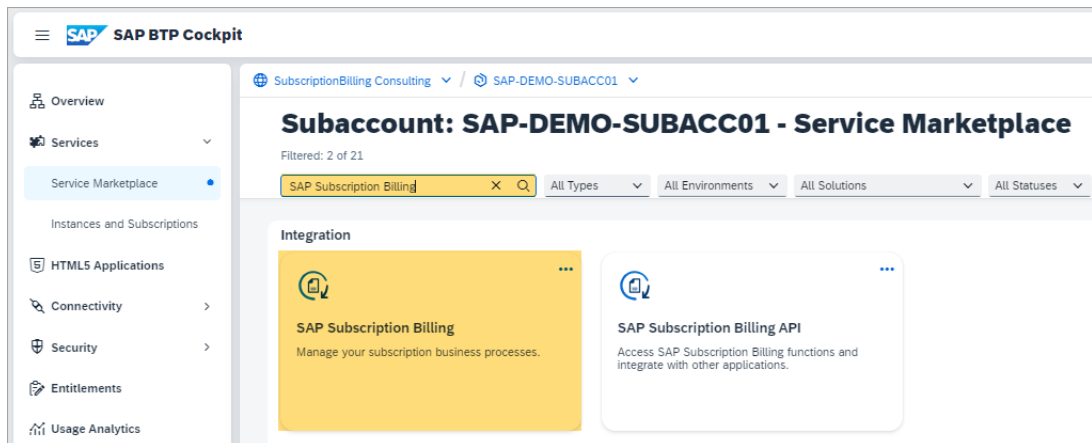 SAP SAP BTP Cockpit
Overview
Services
Service Marketplace
Instances and Subscriptions
HTML5 Applications
Connectivity
Security
Entitlements
Usage Analytics
SubscriptionBilling Consulting / SAP-DEMO-SUBACC01
Subaccount: SAP-DEMO-SUBACC01 - Service Marketplace
Filtered: 2 of 21
SAP Subscription Billing All Types All Environments All Solutions All Statuses
Integration
SAP Subscription Billing
Manage your subscription business processes.
SAP Subscription Billing API
Access SAP Subscription Billing functions and
integrate with other applications.